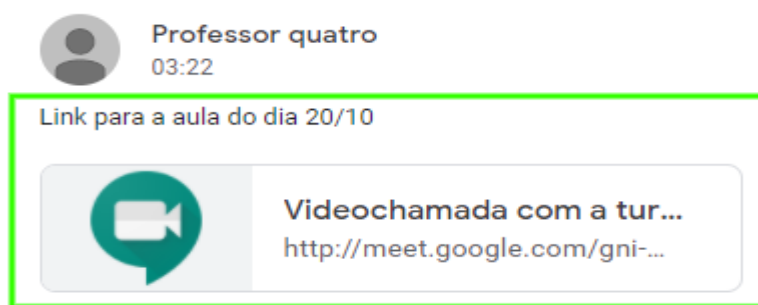 Professor quatro
03:22
Link para a aula do dia 20/10
Videochamada com a tur...
http://meet.google.com/gni-...